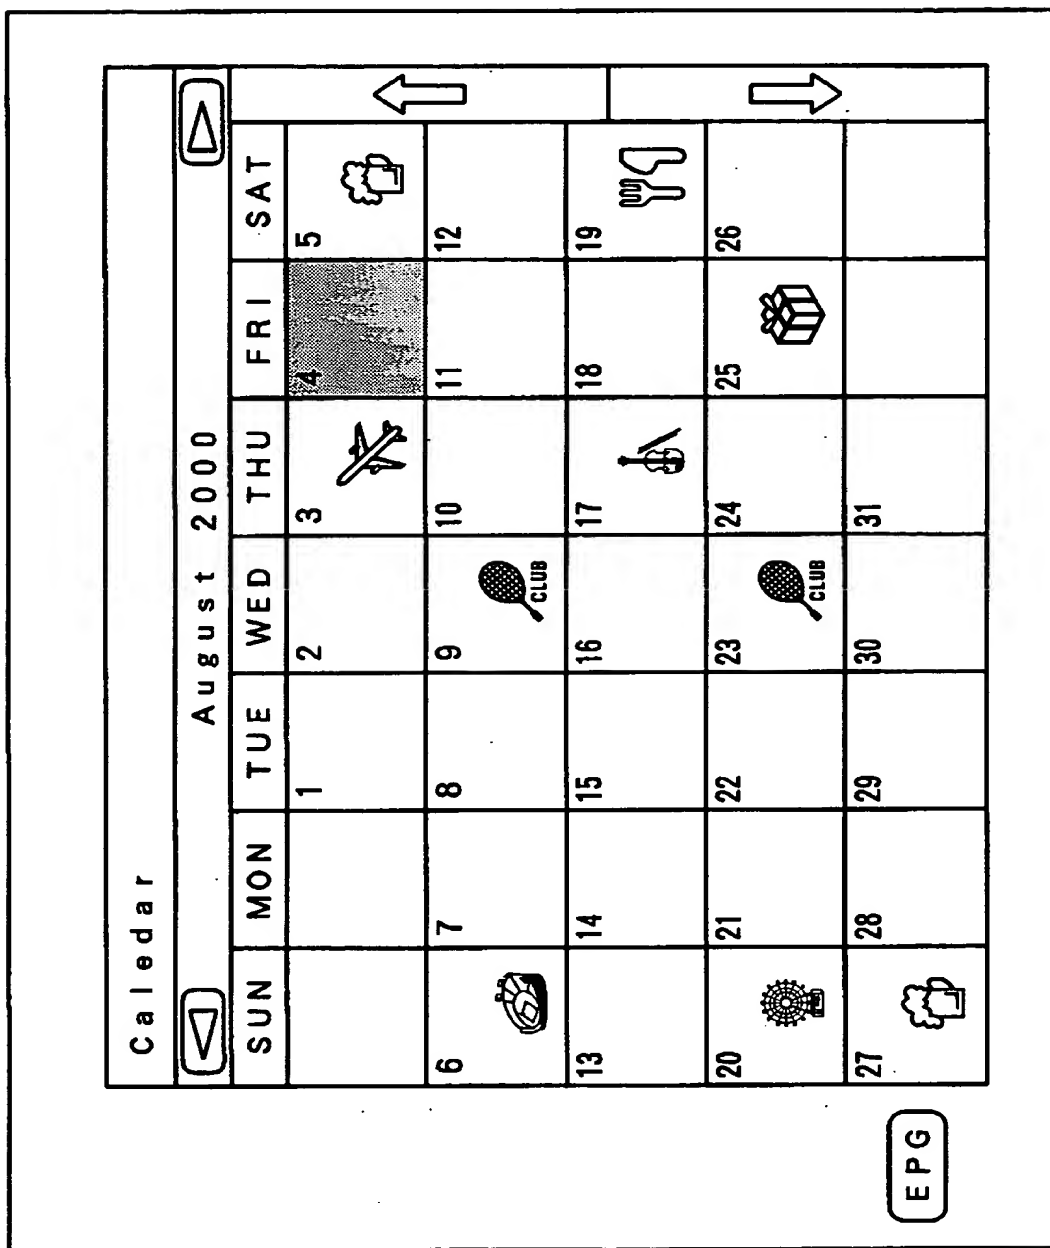 Caledar
August 2000
SUN MON TUE WED THU FRI SAT
1 2 3 4 5
6 7 8 9 10 11 12
CLUB
13 14 15 16 17 18 19
20 21 22 23 24 25 26
CLUB
27 28 29 30 31
EPG